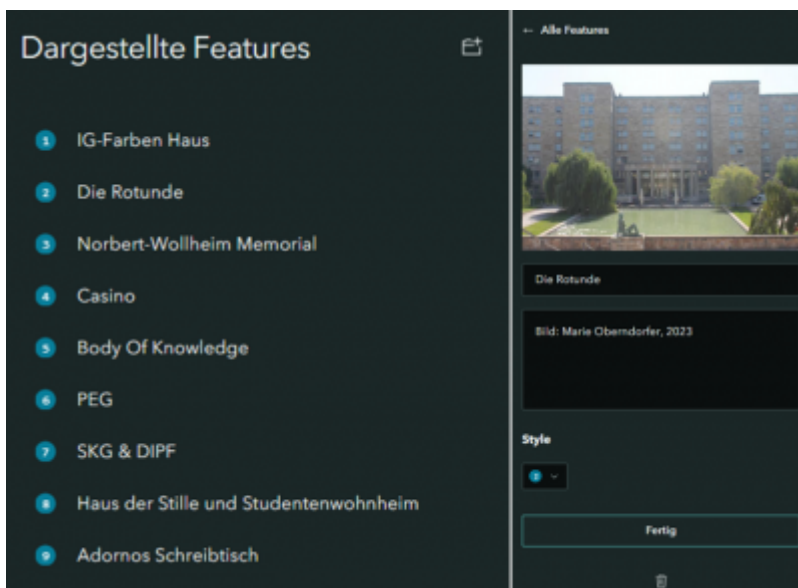 Dargestellte Features
1 IG-Farben Haus
2 Die Rotunde
3 Norbert-Wollheim Memorial
4 Casino
5 Body Of Knowledge
6 PEG
7 SKG & DIPF
8 Haus der Stille und Studentenwohnheim
9 Adornos Schreibtisch
← Alle Features
Die Rotunde
Bild: Marie Oberndorfer, 2023
Style
2
Fertig